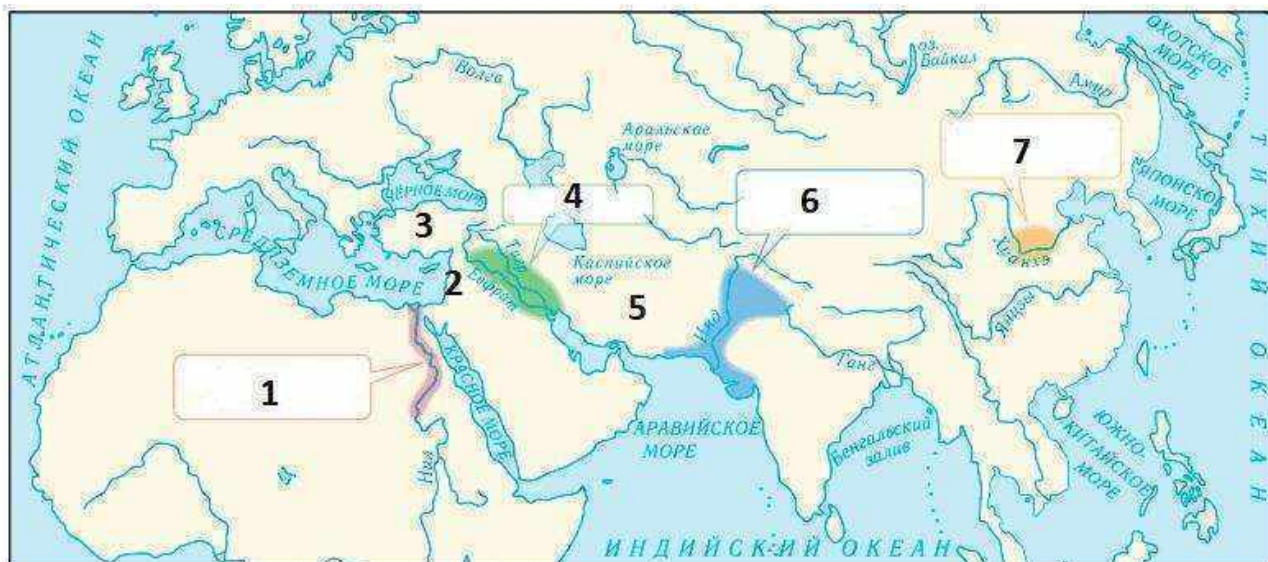 АТЛАНТИЧЕСКИЙ ОКЕАН
Волга
оз.
Байкал
Амур
ОХОТСКОЕ
МОРЕ
Аральское
море
7
ТИХИЙ ОКЕАН
ЧЁРНОЕ МОРЕ
4
6
ЯПОНСКОЕ
МОРЕ
3
СРЕДИЗЕМНОЕ МОРЕ
2
Тигр
Евфрат
Каспийское
море
5
Инд
Хуанхэ
Янцзы
1
КРАСНОЕ МОРЕ
Ганг
Нил
АРАВИЙСКОЕ
МОРЕ
Бенгальский
залив
ЮЖНО-
КИТАЙСКОЕ
МОРЕ
ИНДИЙСКИЙ ОКЕАН